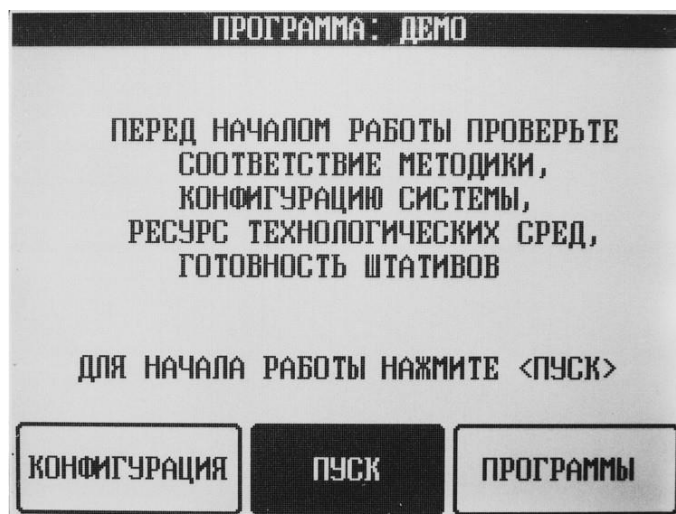 ПРОГРАММА: ДЕМО
ПЕРЕД НАЧАЛОМ РАБОТЫ ПРОВЕРЬТЕ
СООТВЕТСТВИЕ МЕТОДИКИ,
КОНФИГУРАЦИЮ СИСТЕМЫ,
РЕСУРС ТЕХНОЛОГИЧЕСКИХ СРЕД,
ГОТОВНОСТЬ ШТАТИВОВ
ДЛЯ НАЧАЛА РАБОТЫ НАЖМИТЕ <ПУСК>
КОНФИГУРАЦИЯ ПУСК ПРОГРАММЫ